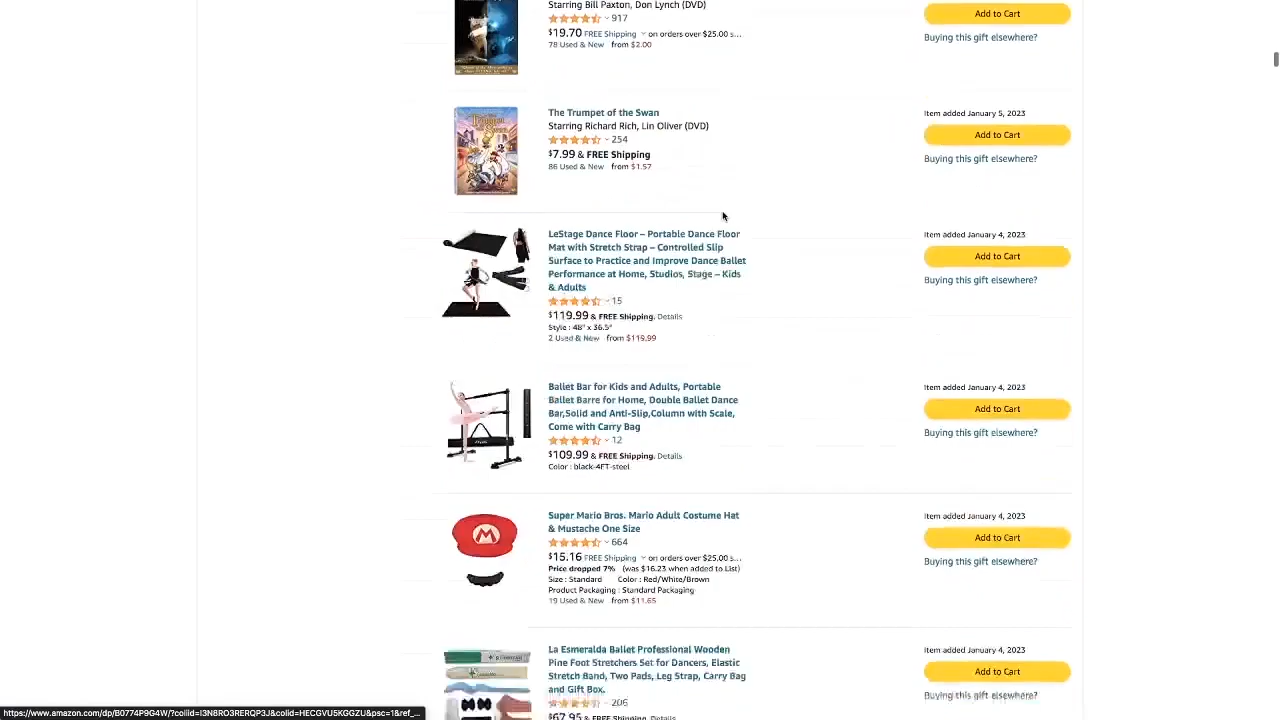 Starring Bill Paxton, Don Lynch (DVD)
917
$19.70 FREE Shipping on orders over $25.00 s...
78 Used & New from $2.00
Add to Cart
Buying this gift elsewhere?
The Trumpet of the Swan
Starring Richard Rich, Lin Oliver (DVD)
254
$7.99 & FREE Shipping
86 Used & New from $1.57
Item added January 5, 2023
Add to Cart
Buying this gift elsewhere?
LeStage Dance Floor – Portable Dance Floor
Mat with Stretch Strap – Controlled Slip
Surface to Practice and Improve Dance Ballet
Performance at Home, Studios, Stage – Kids
& Adults
15
$119.99 & FREE Shipping. Details
Style : 48" x 36.5"
2 Used & New from $119.99
Item added January 4, 2023
Add to Cart
Buying this gift elsewhere?
Ballet Bar for Kids and Adults, Portable
Ballet Barre for Home, Double Ballet Dance
Bar,Solid and Anti-Slip,Column with Scale,
Come with Carry Bag
12
$109.99 & FREE Shipping. Details
Color : black-4FT-steel
Item added January 4, 2023
Add to Cart
Buying this gift elsewhere?
Super Mario Bros. Mario Adult Costume Hat
& Mustache One Size
664
$15.16 FREE Shipping on orders over $25.00 s...
Price dropped 7% (was $16.23 when added to List)
Size : Standard Color : Red/White/Brown
Product Packaging : Standard Packaging
19 Used & New from $11.65
Item added January 4, 2023
Add to Cart
Buying this gift elsewhere?
La Esmeralda Ballet Professional Wooden
Pine Foot Stretchers Set for Dancers, Elastic
Stretch Band, Two Pads, Leg Strap, Carry Bag
and Gift Box.
206
$67.95 & FREE Shipping. Details
Item added January 4, 2023
Add to Cart
Buying this gift elsewhere?